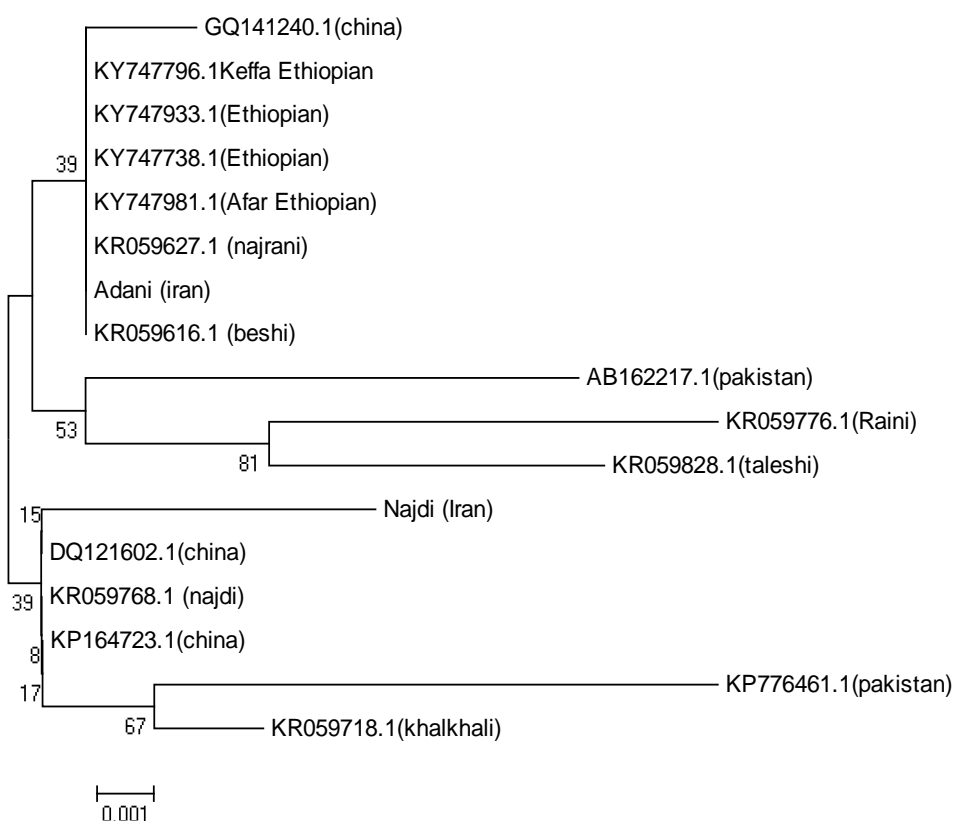 GQ141240.1(china)
KY747796.1Keffa Ethiopian
KY747933.1(Ethiopian)
KY747738.1(Ethiopian)
39
KY747981.1(Afar Ethiopian)
KR059627.1 (najrani)
Adani (iran)
KR059616.1 (beshi)
AB162217.1(pakistan)
KR059776.1(Raini)
53
81
KR059828.1(taleshi)
15
Najdi (Iran)
DQ121602.1(china)
KR059768.1 (najdi)
39
KP164723.1(china)
8
KP776461.1(pakistan)
17
67
KR059718.1(khalkhali)
0.001